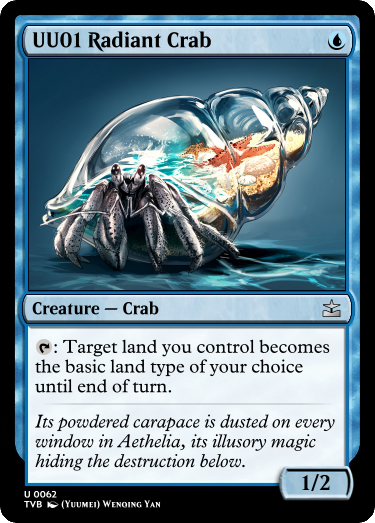 UU01 Radiant Crab
Creature — Crab
: Target land you control becomes
the basic land type of your choice
until end of turn.
Its powdered carapace is dusted on every
window in Aethelia, its illusory magic
hiding the destruction below.
1/2
U 0062
TVB (Yuumei) Wenqing Yan